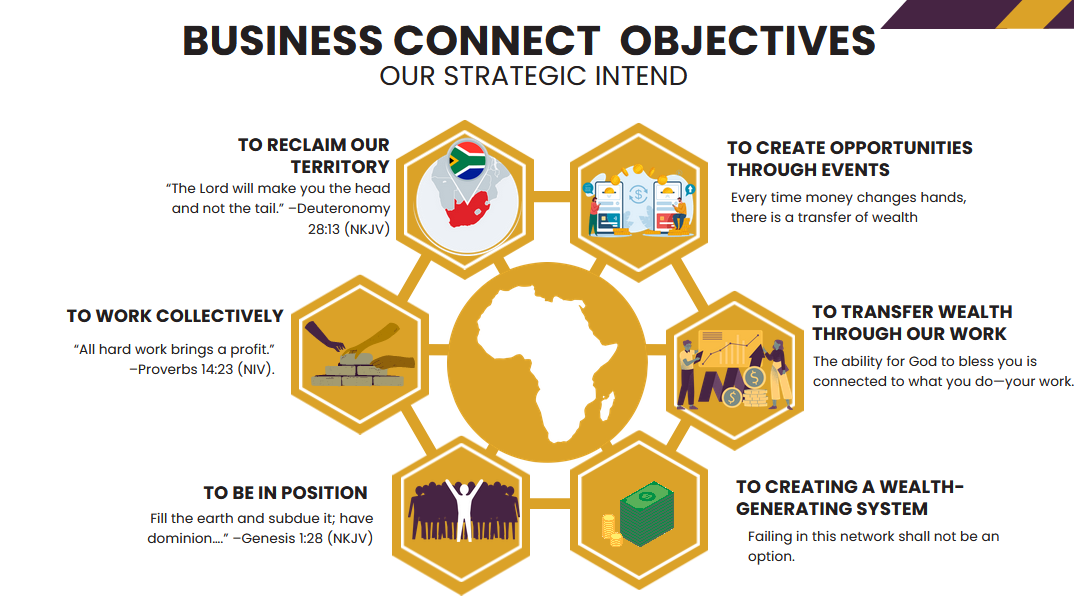 BUSINESS CONNECT OBJECTIVES
OUR STRATEGIC INTEND
TO RECLAIM OUR
TERRITORY
“The Lord will make you the head
and not the tail.” –Deuteronomy
28:13 (NKJV)
TO CREATE OPPORTUNITIES
THROUGH EVENTS
Every time money changes hands,
there is a transfer of wealth
TO WORK COLLECTIVELY
“All hard work brings a profit.”
–Proverbs 14:23 (NIV).
TO TRANSFER WEALTH
THROUGH OUR WORK
The ability for God to bless you is
connected to what you do—your work.
TO BE IN POSITION
Fill the earth and subdue it; have
dominion....” –Genesis 1:28 (NKJV)
TO CREATING A WEALTH-
GENERATING SYSTEM
Failing in this network shall not be an
option.